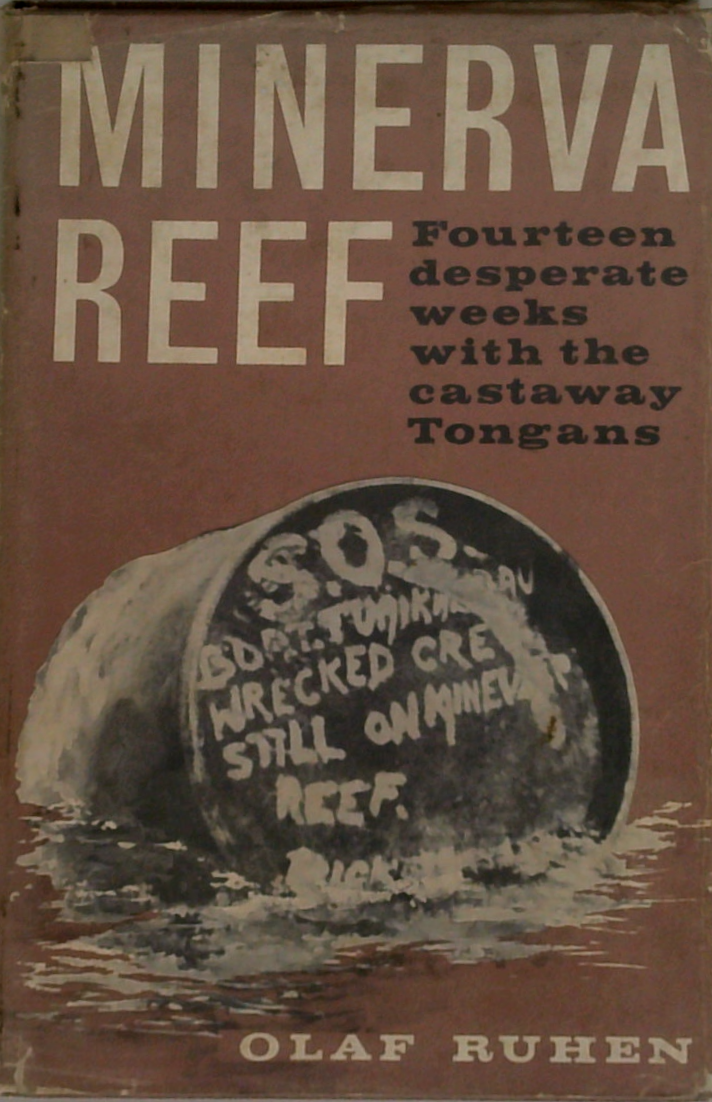 MINERVA
REEF
Fourteen
desperate
weeks
with the
castaway
Tongans
S.O.S.
WRECKED
STILL ON
REEF.
OLAF RUHEN